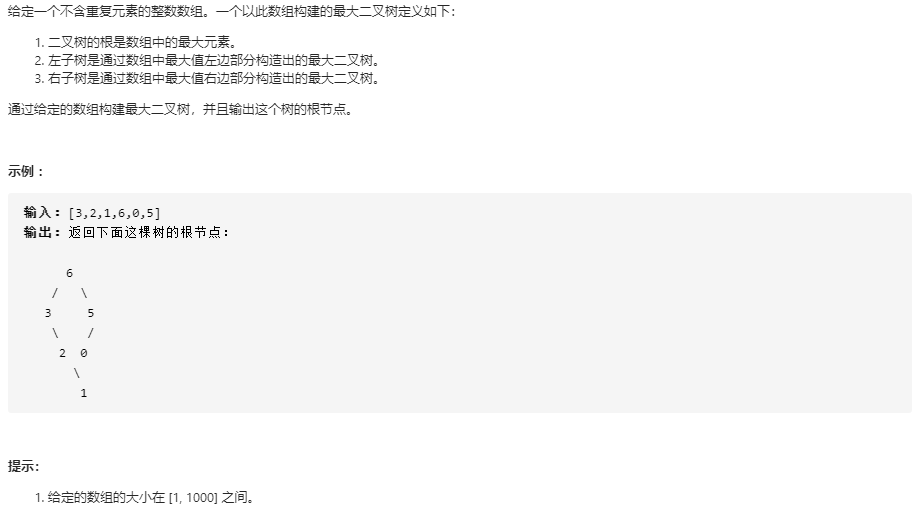 给定一个不含重复元素的整数数组。一个以此数组构建的最大二叉树定义如下：
1. 二叉树的根是数组中的最大元素。
2. 左子树是通过数组中最大值左边部分构造出的最大二叉树。
3. 右子树是通过数组中最大值右边部分构造出的最大二叉树。
通过给定的数组构建最大二叉树，并且输出这个树的根节点。
示例：
输入：[3,2,1,6,0,5]
输出：返回下面这棵树的根节点：
      6
    /   \
   3     5
    \    /
     2  0
       \
        1
提示：
1. 给定的数组的大小在 [1, 1000] 之间。